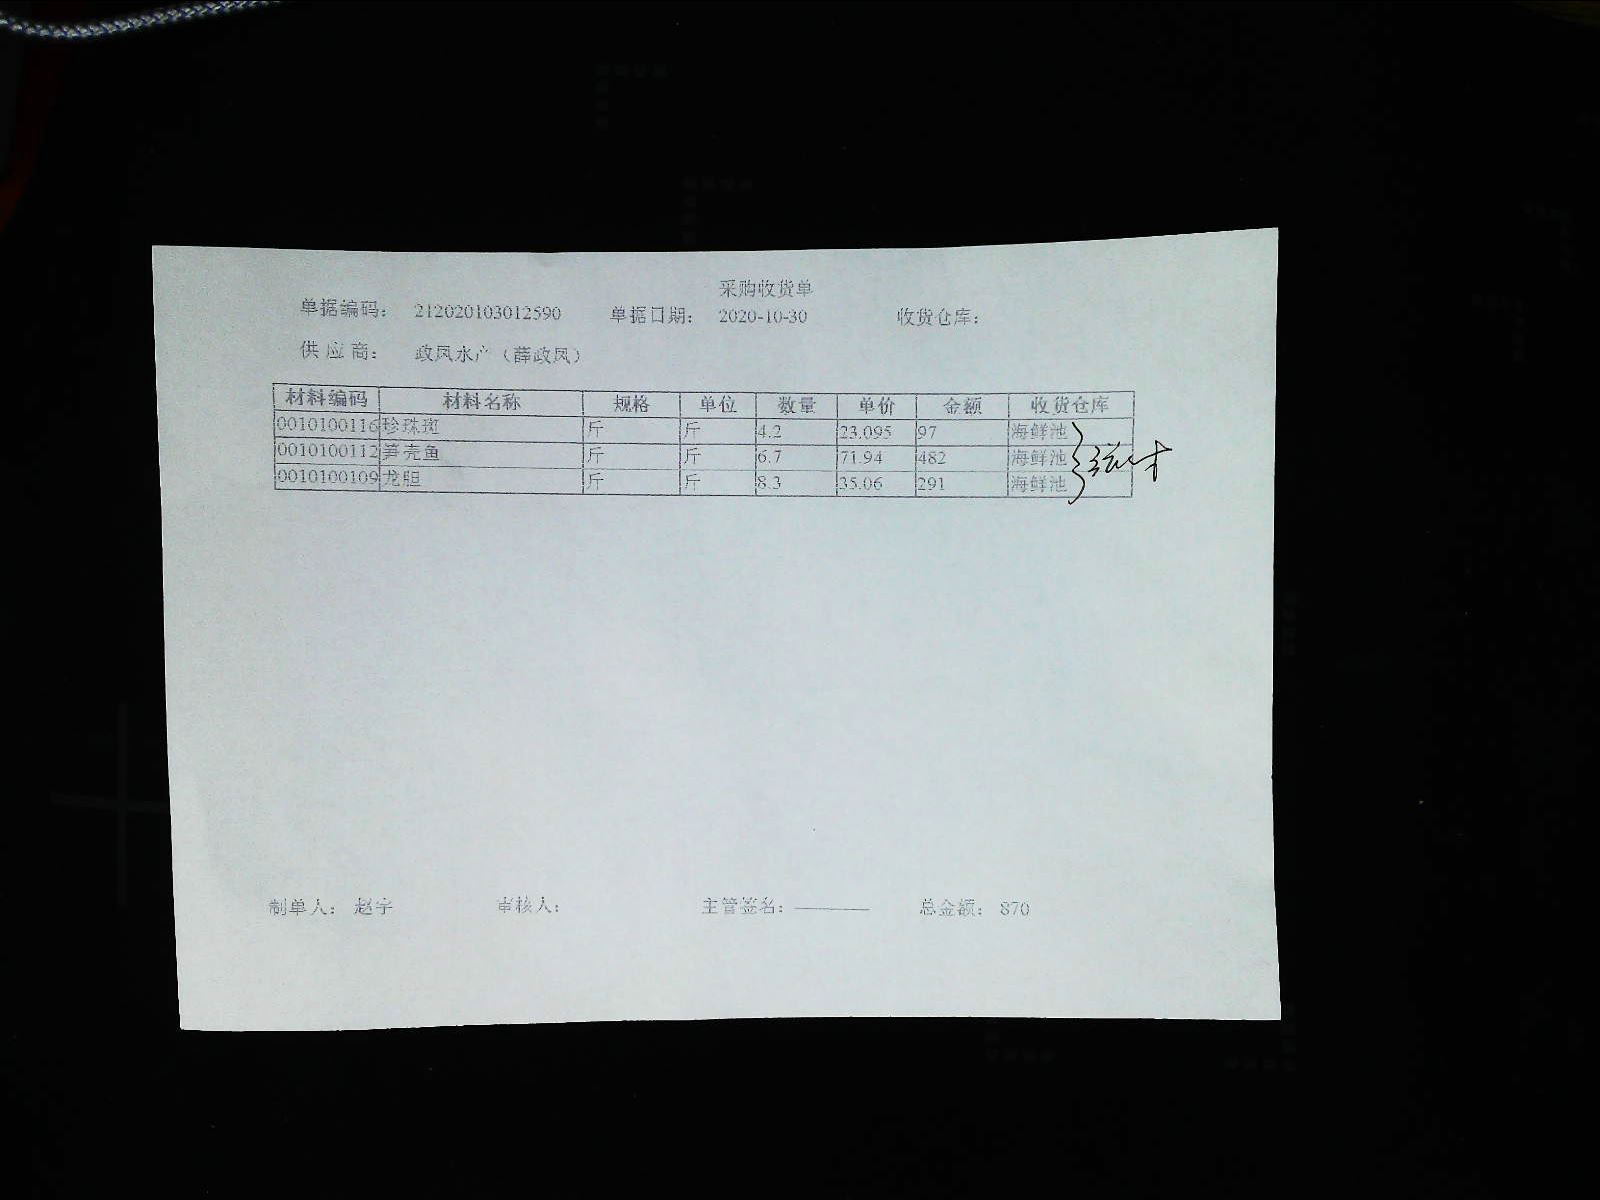 采购收货单
单据编码： 212020103012590 单据日期： 2020-10-30 收货仓库：
供应商： 政凤水产（薛政凤）
材料编码 材料名称 规格 单位 数量 单价 金额 收货仓库
0010100116 珍珠斑 斤 斤 4.2 23.095 97 海鲜池
0010100112 笋壳鱼 斤 斤 6.7 71.94 482 海鲜池
0010100109 龙胆 斤 斤 8.3 35.06 291 海鲜池
制单人： 赵宇 审核人： 主管签名： 总金额： 870